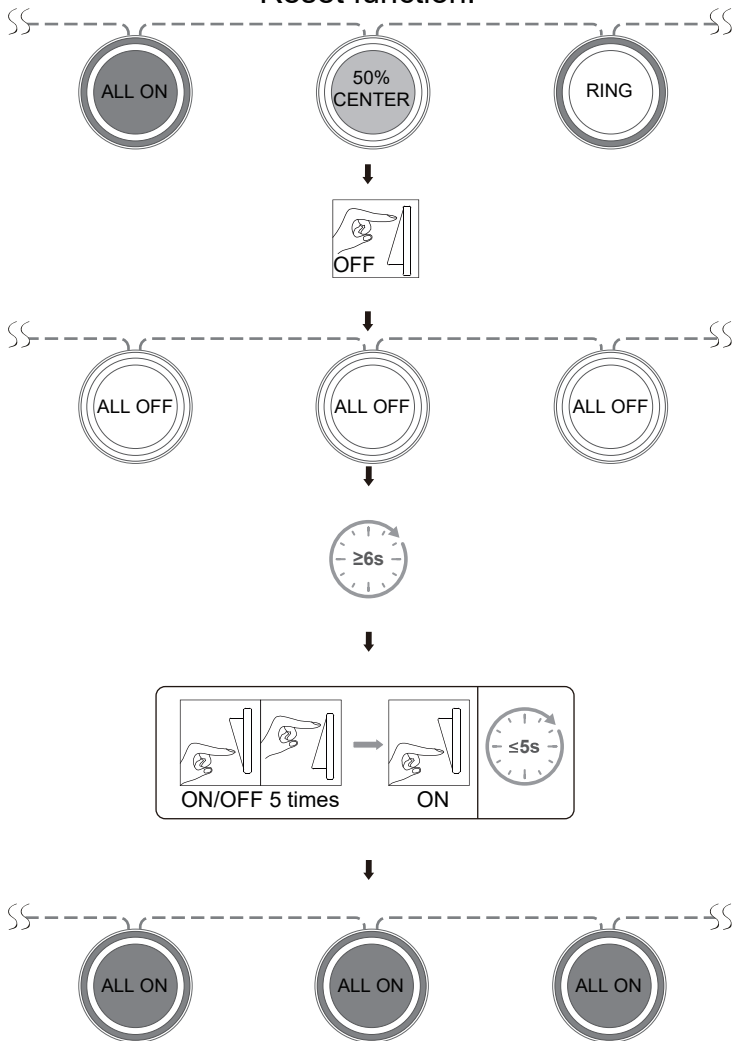 Reset function:
ALL ON
50%
CENTER
RING
OFF
ALL OFF
ALL OFF
ALL OFF
≥6s
≤5s
ON/OFF 5 times
ON
ALL ON
ALL ON
ALL ON